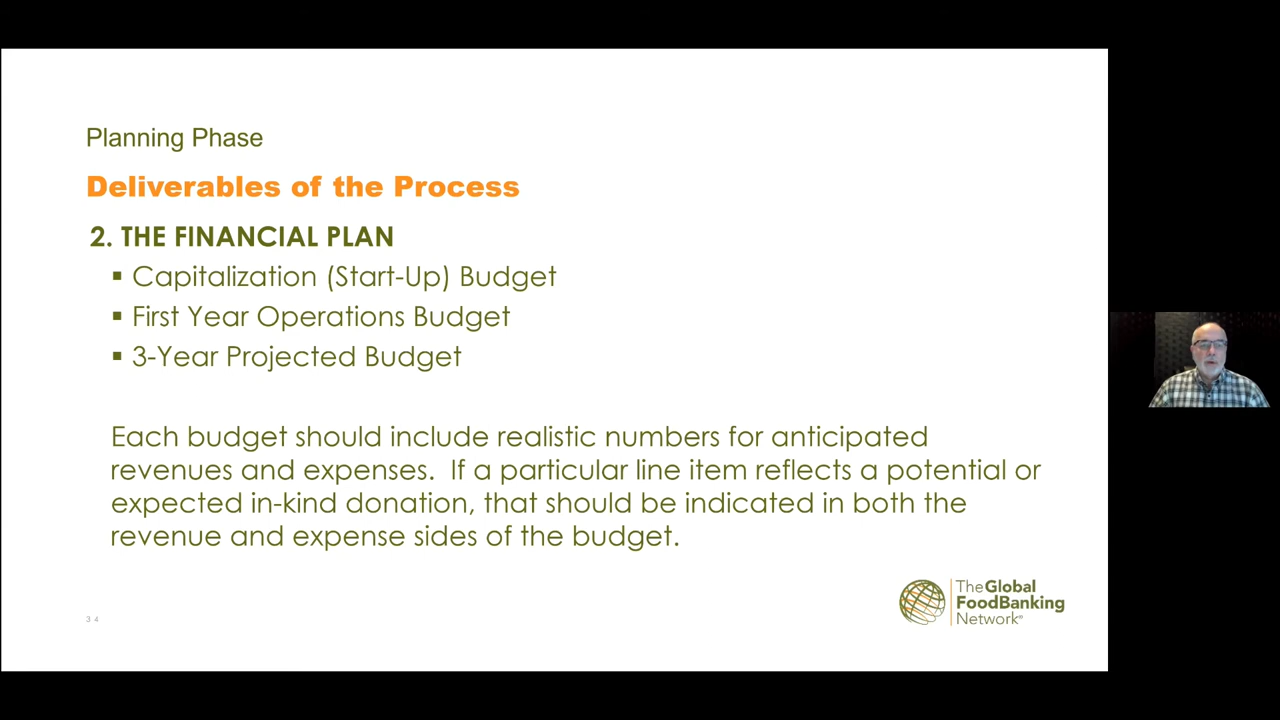 Planning Phase
Deliverables of the Process
2. THE FINANCIAL PLAN
▪ Capitalization (Start-Up) Budget
▪ First Year Operations Budget
▪ 3-Year Projected Budget
Each budget should include realistic numbers for anticipated
revenues and expenses.  If a particular line item reflects a potential or
expected in-kind donation, that should be indicated in both the
revenue and expense sides of the budget.
The Global
FoodBanking
Network®
34